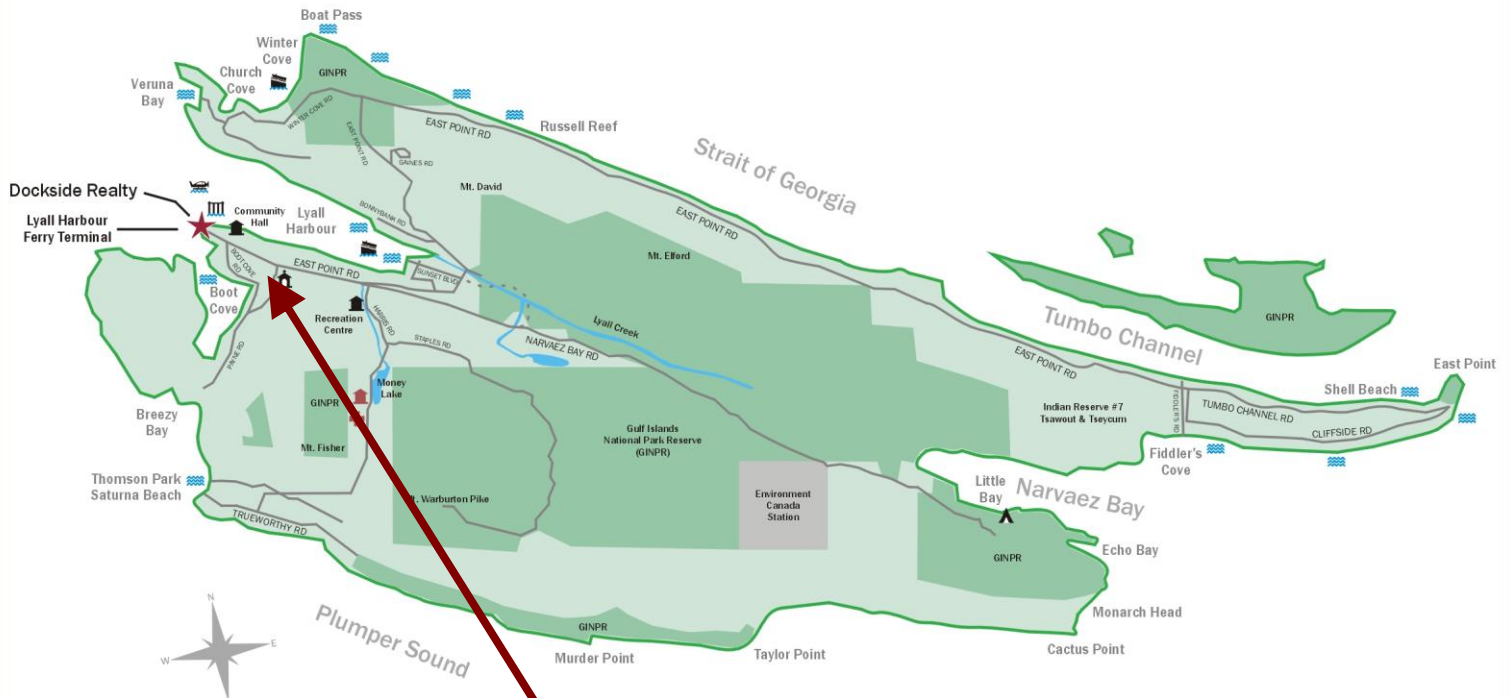 Boat Pass
Winter
Cove
Church
Cove
GINPR
Veruna
Bay
WINTER COVE RD
EAST POINT RD
EAST POINT RD
Russell Reef
Strait of Georgia
GAINES RD
Mt. David
Dockside Realty
Lyall Harbour
Ferry Terminal
Community
Hall
Lyall
Harbour
BONNYBANK RD
EAST POINT RD
Mt. Elford
BOOT COVE
RD
EAST POINT RD
SUNSET BLVD
Boot
Cove
Recreation
Centre
HARRIS RD
STAPLES RD
NARVAEZ BAY RD
Lyall Creek
Tumbo Channel
GINPR
EAST POINT RD
East Point
Shell Beach
PAYNE RD
Money
Lake
GINPR
Breezy
Bay
Mt. Fisher
Gulf Islands
National Park Reserve
(GINPR)
Indian Reserve #7
Tsawout & Tseycum
FIDDLER'S RD
TUMBO CHANNEL RD
CLIFFSIDE RD
Fiddler's
Cove
Thomson Park
Saturna Beach
Warburton Pike
Environment
Canada
Station
Little
Bay
Narvaez Bay
TRUEWORTHY RD
Echo Bay
GINPR
Monarch Head
N
E
W
S
Plumper Sound
GINPR
Murder Point
Taylor Point
Cactus Point